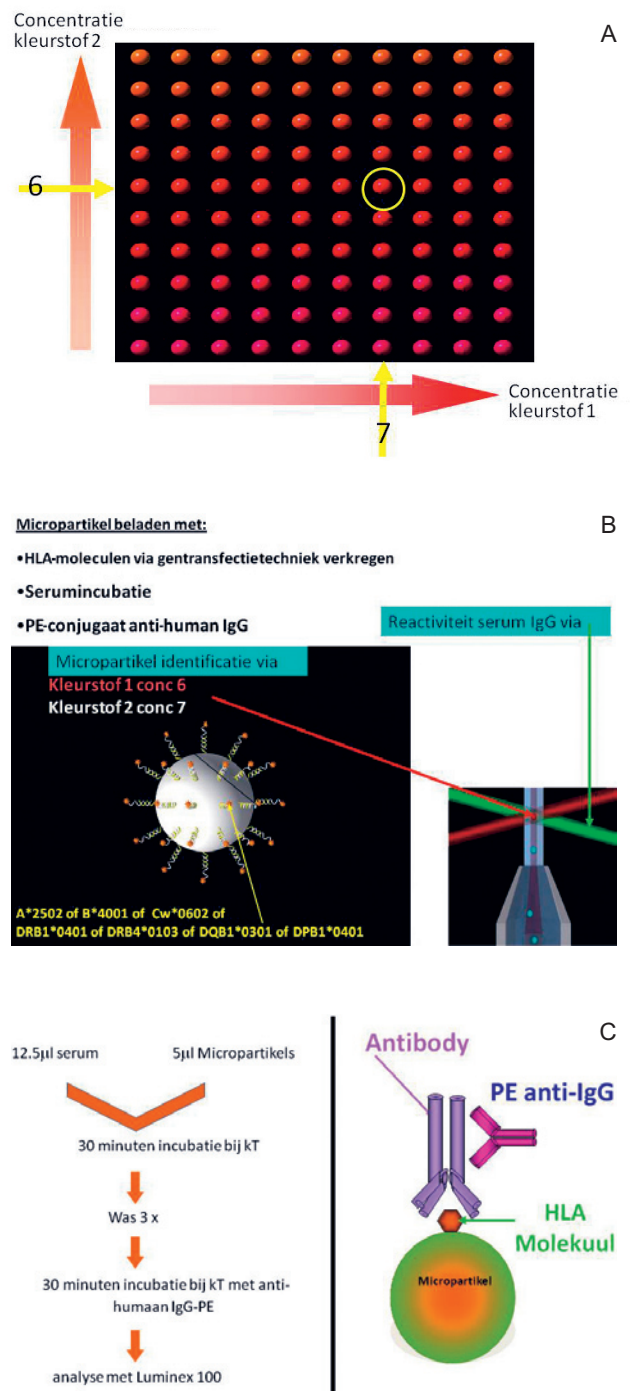 Concentratie
kleurstof 2
A
6
Concentratie
kleurstof 1
7
B
Micropartikel beladen met:
•HLA-moleculen via gentransfectietechniek verkregen
•Serumincubatie
•PE-conjugaat anti-human IgG
Reactiviteit serum IgG via
Micropartikel identificatie via
Kleurstof 1 conc 6
Kleurstof 2 conc 7
A*2502 of B*4001 of Cw*0602 of
DRB1*0401 of DRB4*0103 of DQB1*0301 of DPB1*0401
C
12.5µl serum
5µl Micropartikels
30 minuten incubatie bij kT
Was 3 x
30 minuten incubatie bij kT met anti-
humaan IgG-PE
analyse met Luminex 100
Antibody
PE anti-IgG
HLA
Molekuul
Micropartikel